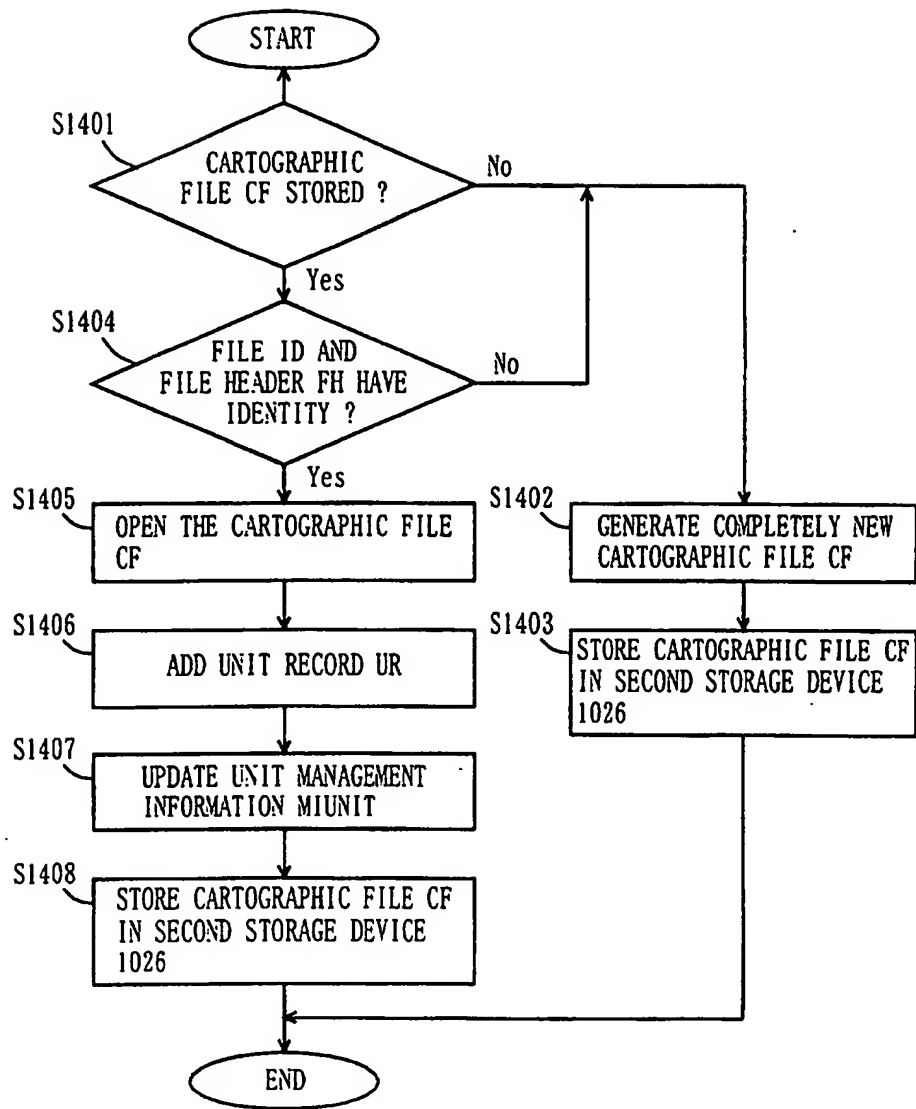 START
S1401
CARTOGRAPHIC
FILE CF STORED ?
No
Yes
S1404
FILE ID AND
FILE HEADER FH HAVE
IDENTITY ?
No
Yes
S1405
OPEN THE CARTOGRAPHIC FILE
CF
S1402
GENERATE COMPLETELY NEW
CARTOGRAPHIC FILE CF
S1406
ADD UNIT RECORD UR
S1403
STORE CARTOGRAPHIC FILE CF
IN SECOND STORAGE DEVICE
1026
S1407
UPDATE UNIT MANAGEMENT
INFORMATION MIUNIT
S1408
STORE CARTOGRAPHIC FILE CF
IN SECOND STORAGE DEVICE
1026
END